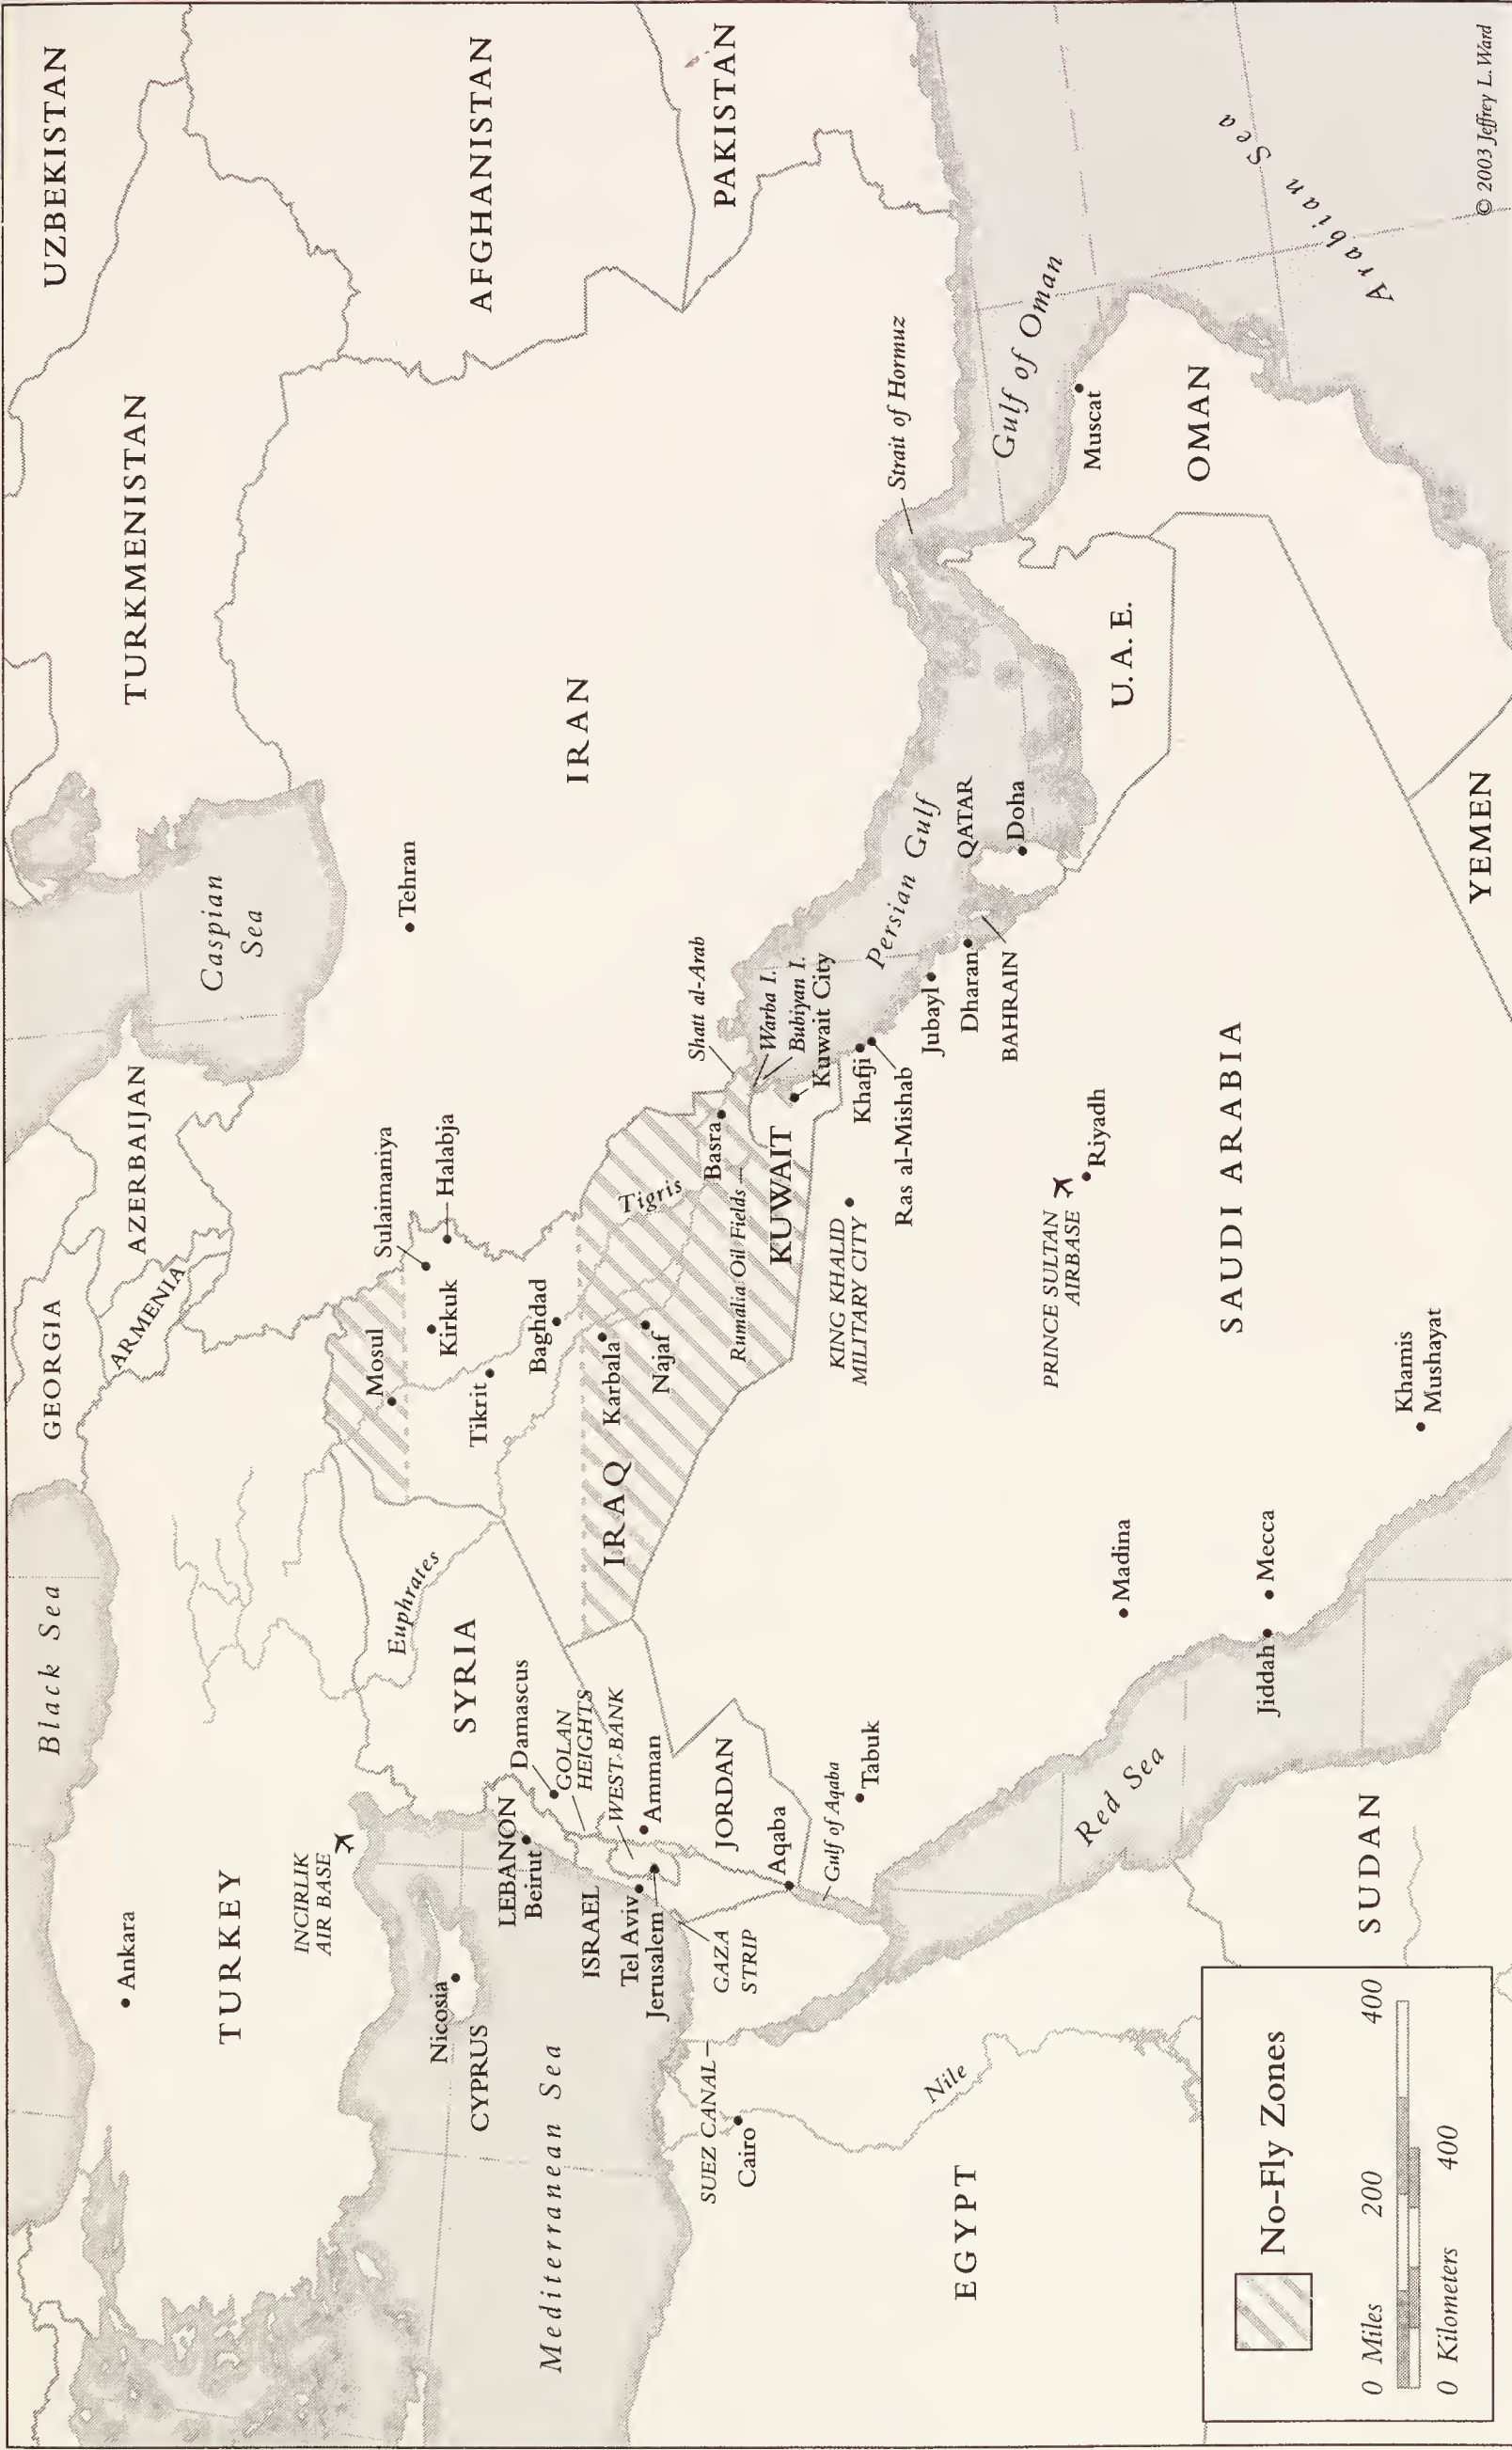 UZBEKISTAN
TURKMENISTAN
AFGHANISTAN
PAKISTAN
GEORGIA
ARMENIA
AZERBAIJAN
Black Sea
Caspian
Sea
Ankara
TURKEY
INCIRLIK
AIR BASE
Nicosia
CYPRUS
Mediterranean Sea
SYRIA
Euphrates
Damascus
GOLAN
HEIGHTS
WEST BANK
LEBANON
Beirut
ISRAEL
Tel Aviv
Jerusalem
Amman
JORDAN
GAZA
STRIP
Aqaba
Gulf of Aqaba
Tabuk
SUEZ CANAL
Cairo
Nile
EGYPT
Mosul
Sulaimaniya
Halabja
Kirkuk
Tikrit
Baghdad
Karbala
Najaf
IRAQ
Tigris
Basra
Rumalia Oil Fields
Shatt al-Arab
Warba I.
Bubiyan I.
Kuwait City
KUWAIT
Tehran
IRAN
Khafji
Ras al-Mishab
KING KHALID
MILITARY CITY
Jubayl
Dharan
BAHRAIN
Persian Gulf
QATAR
Doha
U. A. E.
Strait of Hormuz
Gulf of Oman
Muscat
OMAN
Arabian Sea
PRINCE SULTAN
AIRBASE
Riyadh
SAUDI ARABIA
Madina
Mecca
Jiddah
Khamis
Mushayat
Red Sea
SUDAN
YEMEN
No-Fly Zones
0 Miles 200 400
0 Kilometers 400
© 2003 Jeffrey L. Ward